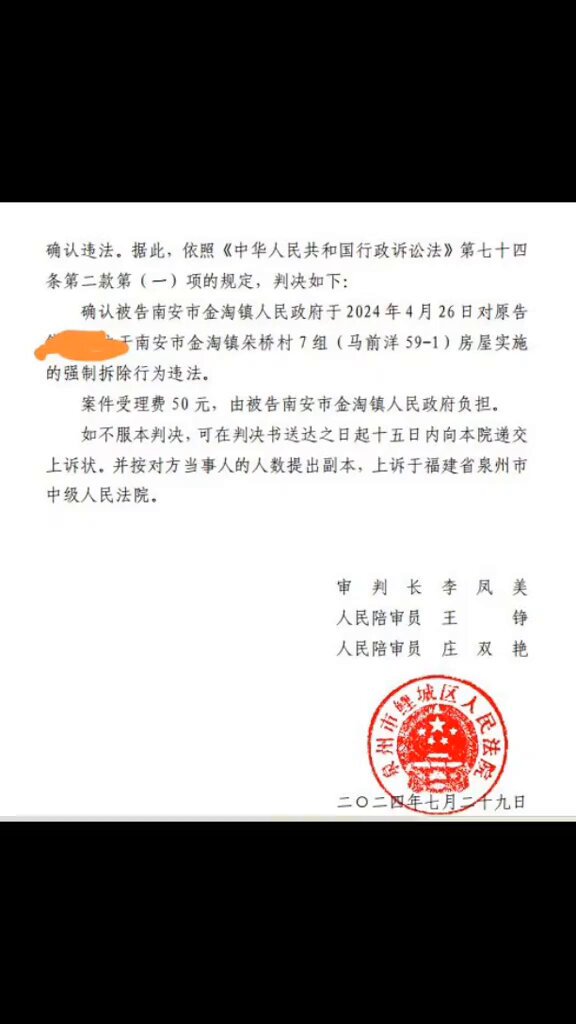 确认违法。据此，依照《中华人民共和国行政诉讼法》第七十四
条第二款第（一）项的规定，判决如下：
确认被告南安市金淘镇人民政府于2024年4月26日对原告
于南安市金淘镇朵桥村7组（马前洋59-1）房屋实施
的强制拆除行为违法。
案件受理费50元，由被告南安市金淘镇人民政府负担。
如不服本判决，可在判决书送达之日起十五日内向本院递交
上诉状。并按对方当事人的人数提出副本，上诉于福建省泉州市
中级人民法院。
审 判 长 李 凤 美
人民陪审员 王 铮
人民陪审员 庄 双 艳
泉州市鲤城区人民法院
二〇二四年七月二十九日